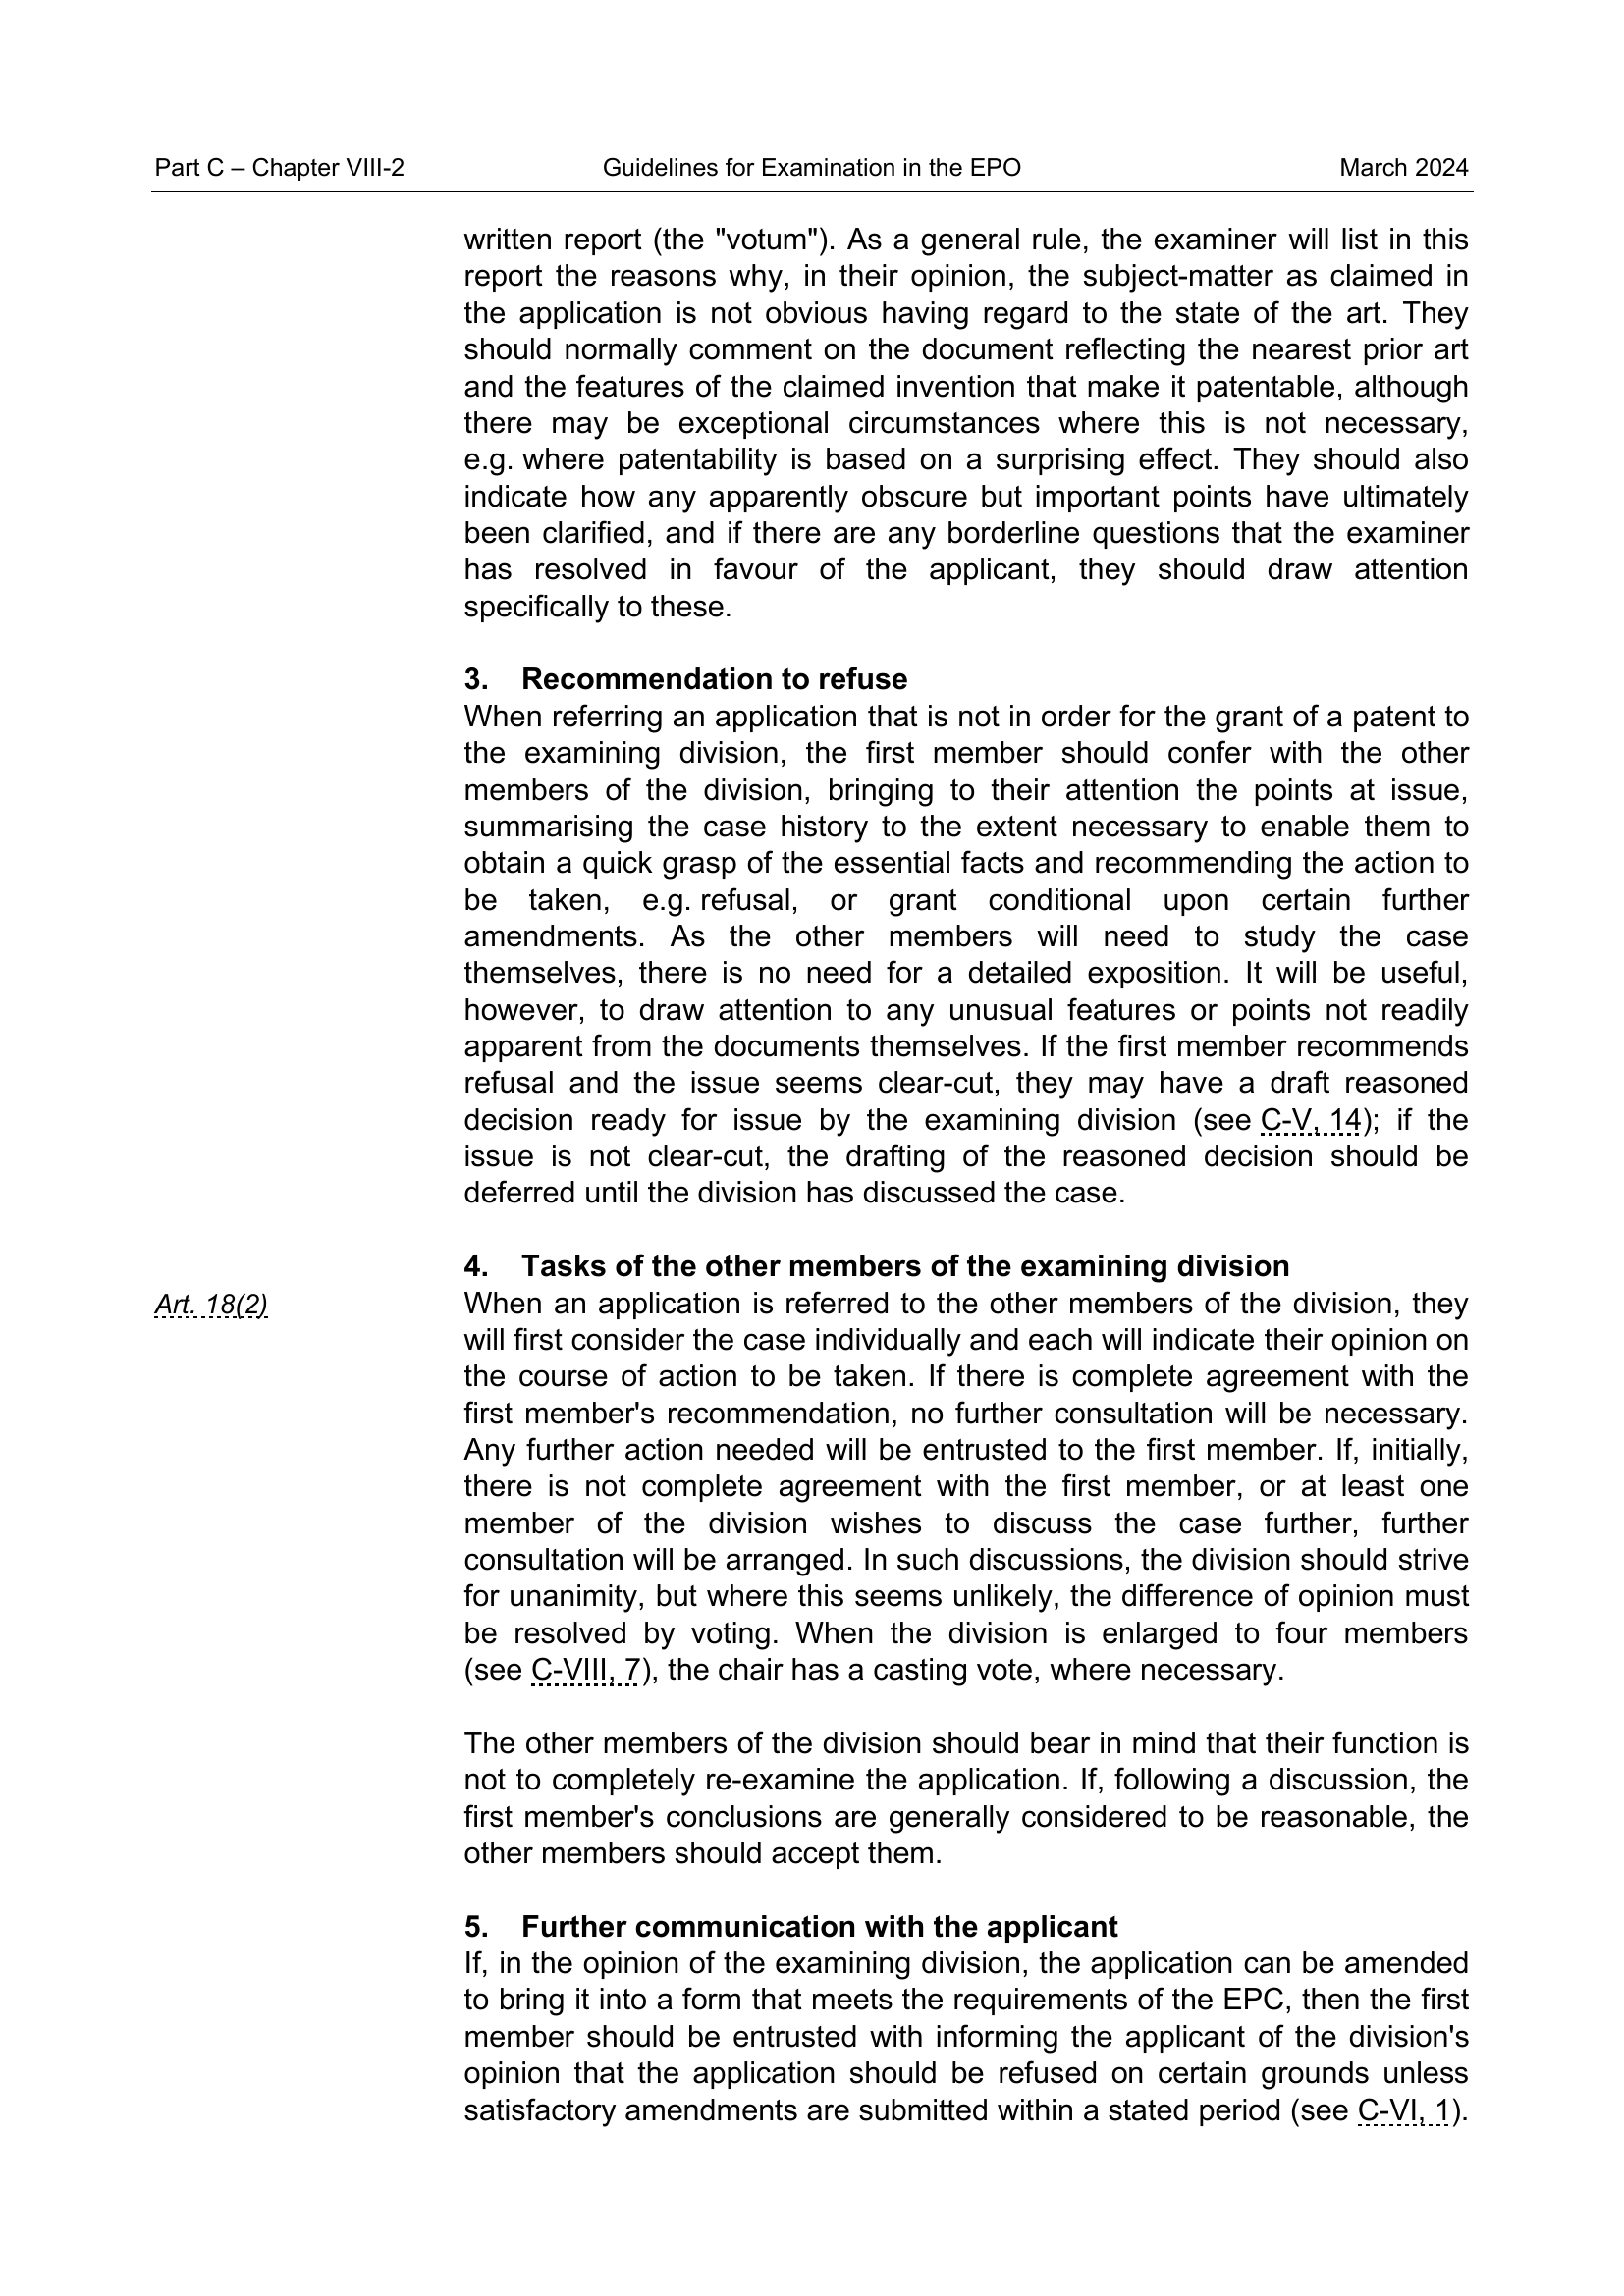 Part C – Chapter VIII-2 Guidelines for Examination in the EPO March 2024
written report (the "votum"). As a general rule, the examiner will list in this
report the reasons why, in their opinion, the subject-matter as claimed in
the application is not obvious having regard to the state of the art. They
should normally comment on the document reflecting the nearest prior art
and the features of the claimed invention that make it patentable, although
there may be exceptional circumstances where this is not necessary,
e.g. where patentability is based on a surprising effect. They should also
indicate how any apparently obscure but important points have ultimately
been clarified, and if there are any borderline questions that the examiner
has resolved in favour of the applicant, they should draw attention
specifically to these.
3. Recommendation to refuse
When referring an application that is not in order for the grant of a patent to
the examining division, the first member should confer with the other
members of the division, bringing to their attention the points at issue,
summarising the case history to the extent necessary to enable them to
obtain a quick grasp of the essential facts and recommending the action to
be taken, e.g. refusal, or grant conditional upon certain further
amendments. As the other members will need to study the case
themselves, there is no need for a detailed exposition. It will be useful,
however, to draw attention to any unusual features or points not readily
apparent from the documents themselves. If the first member recommends
refusal and the issue seems clear-cut, they may have a draft reasoned
decision ready for issue by the examining division (see C-V, 14); if the
issue is not clear-cut, the drafting of the reasoned decision should be
deferred until the division has discussed the case.
4. Tasks of the other members of the examining division
Art. 18(2)
When an application is referred to the other members of the division, they
will first consider the case individually and each will indicate their opinion on
the course of action to be taken. If there is complete agreement with the
first member's recommendation, no further consultation will be necessary.
Any further action needed will be entrusted to the first member. If, initially,
there is not complete agreement with the first member, or at least one
member of the division wishes to discuss the case further, further
consultation will be arranged. In such discussions, the division should strive
for unanimity, but where this seems unlikely, the difference of opinion must
be resolved by voting. When the division is enlarged to four members
(see C-VIII, 7), the chair has a casting vote, where necessary.
The other members of the division should bear in mind that their function is
not to completely re-examine the application. If, following a discussion, the
first member's conclusions are generally considered to be reasonable, the
other members should accept them.
5. Further communication with the applicant
If, in the opinion of the examining division, the application can be amended
to bring it into a form that meets the requirements of the EPC, then the first
member should be entrusted with informing the applicant of the division's
opinion that the application should be refused on certain grounds unless
satisfactory amendments are submitted within a stated period (see C-VI, 1).